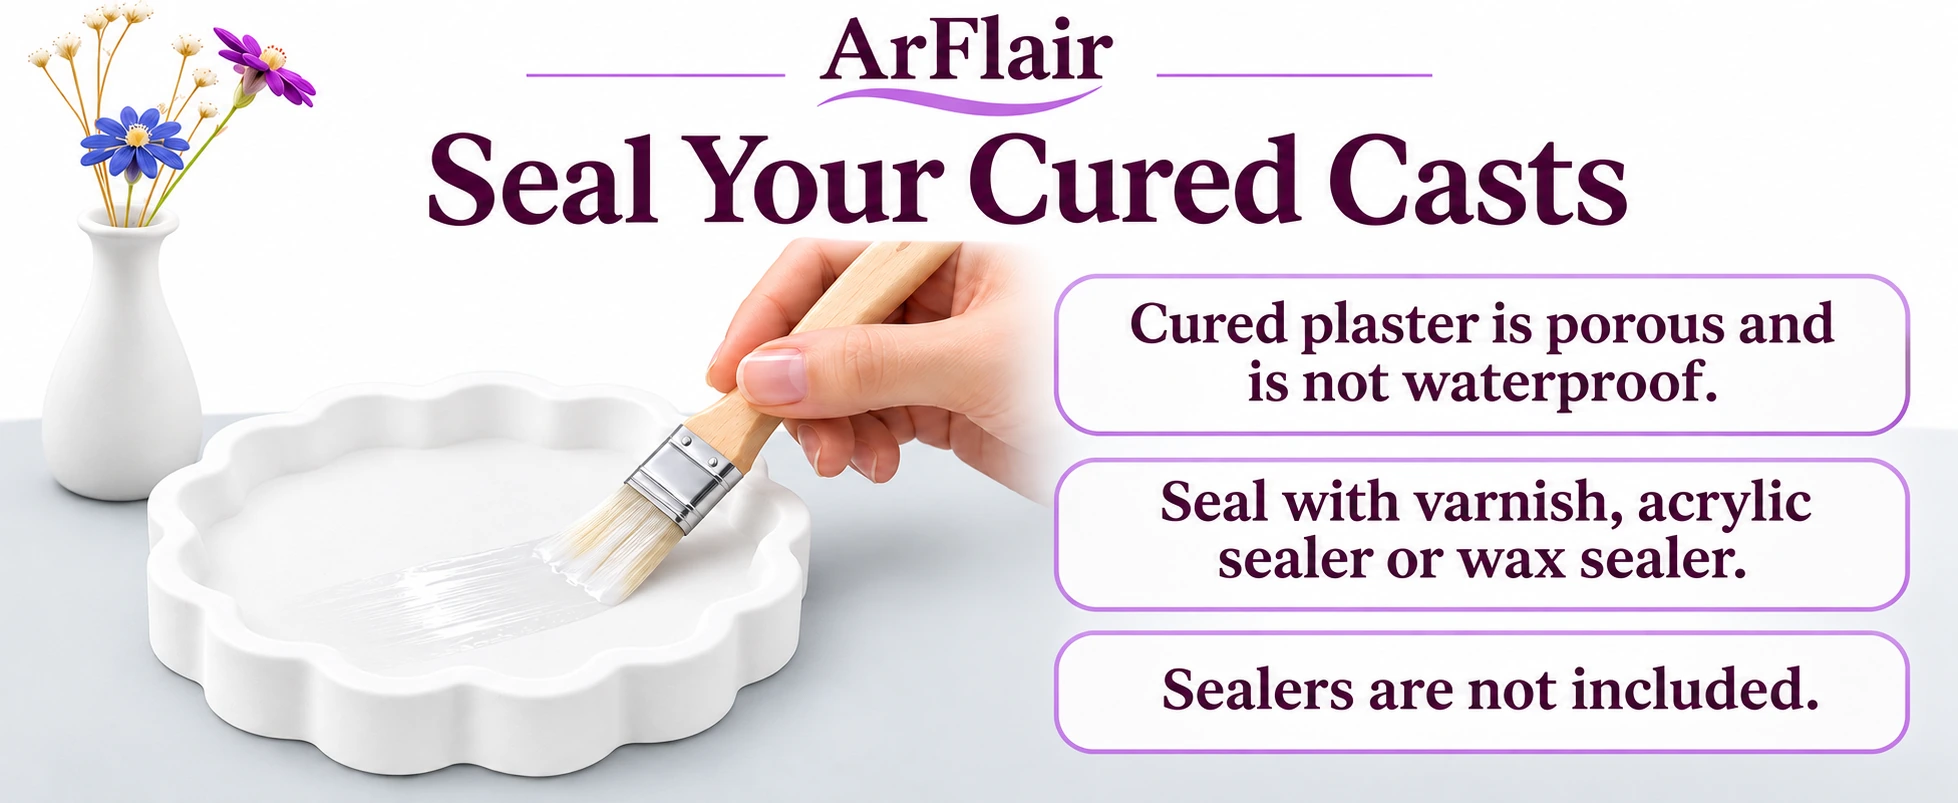 ArFlair
Seal Your Cured Casts
Cured plaster is porous and
is not waterproof.
Seal with varnish, acrylic
sealer or wax sealer.
Sealers are not included.